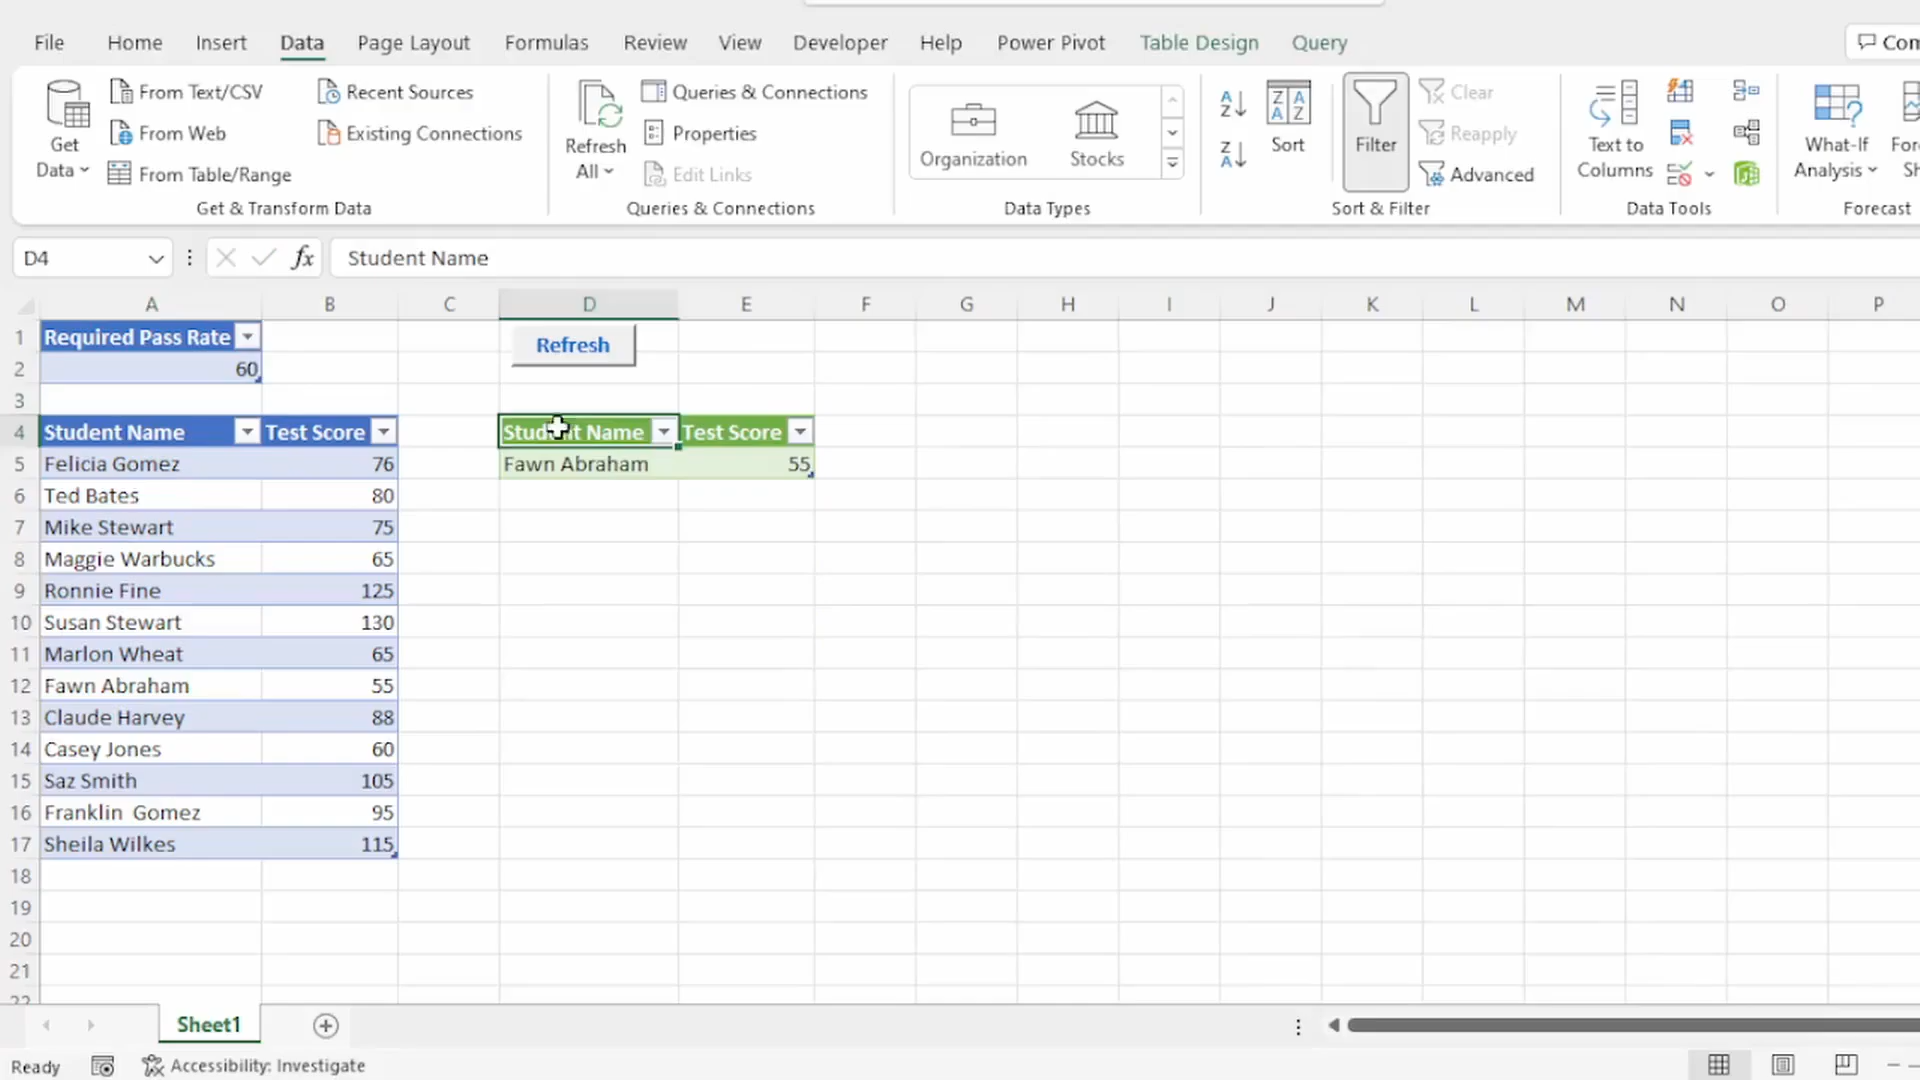 File Home Insert Data Page Layout Formulas Review View Developer Help Power Pivot Table Design Query
Get Data
From Text/CSV
From Web
From Table/Range
Recent Sources
Existing Connections
Get & Transform Data
Refresh All
Queries & Connections
Properties
Edit Links
Queries & Connections
Organization
Stocks
Data Types
Sort
Filter
Clear
Reapply
Advanced
Sort & Filter
Text to Columns
Data Tools
What-If Analysis
Forecast
D4 fx Student Name
A B C D E F G H I J K L M N O P
1 Required Pass Rate Refresh
2 60
3
4 Student Name Test Score Student Name Test Score
5 Felicia Gomez 76 Fawn Abraham 55
6 Ted Bates 80
7 Mike Stewart 75
8 Maggie Warbucks 65
9 Ronnie Fine 125
10 Susan Stewart 130
11 Marlon Wheat 65
12 Fawn Abraham 55
13 Claude Harvey 88
14 Casey Jones 60
15 Saz Smith 105
16 Franklin  Gomez 95
17 Sheila Wilkes 115
18
19
20
21
22
Sheet1
Ready Accessibility: Investigate